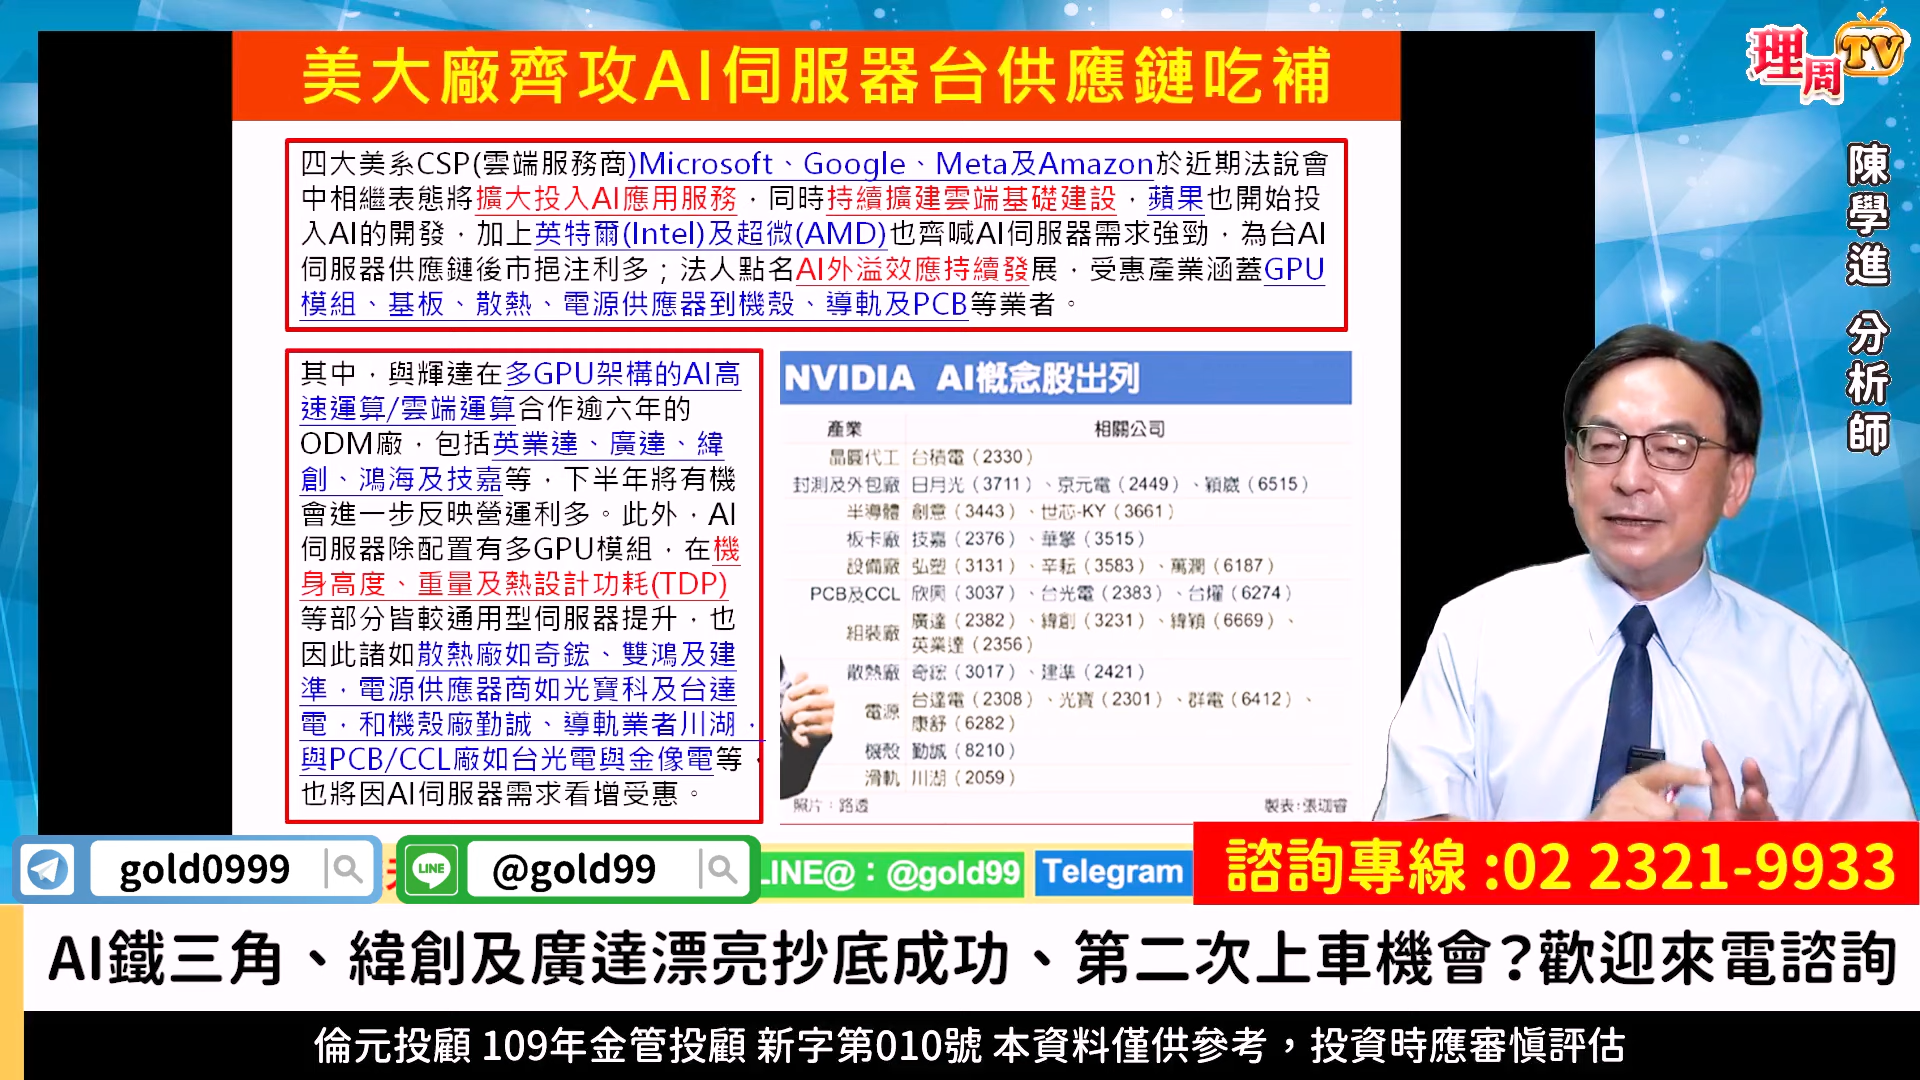 美大廠齊攻AI伺服器台供應鏈吃補
理周TV
陳學進 分析師
四大美系CSP(雲端服務商)Microsoft、Google、Meta及Amazon於近期法說會
中相繼表態將擴大投入AI應用服務，同時持續擴建雲端基礎建設，蘋果也開始投
入AI的開發，加上英特爾(Intel)及超微(AMD)也齊喊AI伺服器需求強勁，為台AI
伺服器供應鏈後市挹注利多；法人點名AI外溢效應持續發展，受惠產業涵蓋GPU
模組、基板、散熱、電源供應器到機殼、導軌及PCB等業者。
其中，與輝達在多GPU架構的AI高
速運算/雲端運算合作逾六年的
ODM廠，包括英業達、廣達、緯
創、鴻海及技嘉等，下半年將有機
會進一步反映營運利多。此外，AI
伺服器除配置有多GPU模組，在機
身高度、重量及熱設計功耗(TDP)
等部分皆較通用型伺服器提升，也
因此諸如散熱廠如奇鋐、雙鴻及建
準，電源供應器商如光寶科及台達
電，和機殼廠勤誠、導軌業者川湖，
與PCB/CCL廠如台光電與金像電等，
也將因AI伺服器需求看增受惠。
NVIDIA AI概念股出列
產業 相關公司
晶圓代工 台積電（2330）
封測及外包廠 日月光（3711）、京元電（2449）、穎崴（6515）
半導體 創意（3443）、世芯-KY（3661）
板卡廠 技嘉（2376）、華擎（3515）
設備廠 弘塑（3131）、辛耘（3583）、萬潤（6187）
PCB及CCL 欣興（3037）、台光電（2383）、台燿（6274）
組裝廠 廣達（2382）、緯創（3231）、緯穎（6669）、
英業達（2356）
散熱廠 奇鋐（3017）、建準（2421）
電源 台達電（2308）、光寶（2301）、群電（6412）、
康舒（6282）
機殼 勤誠（8210）
滑軌 川湖（2059）
照片：路透 製表：張珈睿
gold0999
LINE @gold99
LINE@：@gold99
Telegram
諮詢專線:02 2321-9933
AI鐵三角、緯創及廣達漂亮抄底成功、第二次上車機會？歡迎來電諮詢
倫元投顧 109年金管投顧 新字第010號 本資料僅供參考，投資時應審慎評估